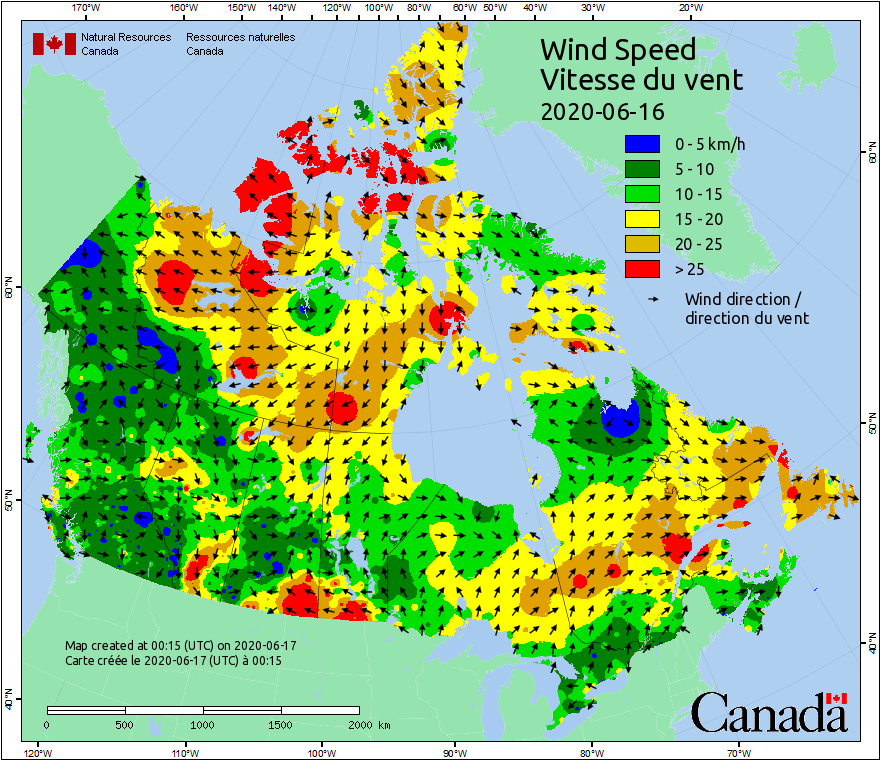 170°W 160°W 150°W 140°W 120°W 100°W 80°W 60°W 50°W 40°W 30°W 20°W
Natural Resources Canada
Ressources naturelles Canada
Wind Speed
Vitesse du vent
2020-06-16
0 - 5 km/h
5 - 10
10 - 15
15 - 20
20 - 25
> 25
Wind direction /
direction du vent
60°N
60°N
50°N
50°N
40°N
40°N
Map created at 00:15 (UTC) on 2020-06-17
Carte créée le 2020-06-17 (UTC) à 00:15
0 500 1000 1500 2000 km
Canada
120°W 110°W 100°W 90°W 80°W 70°W